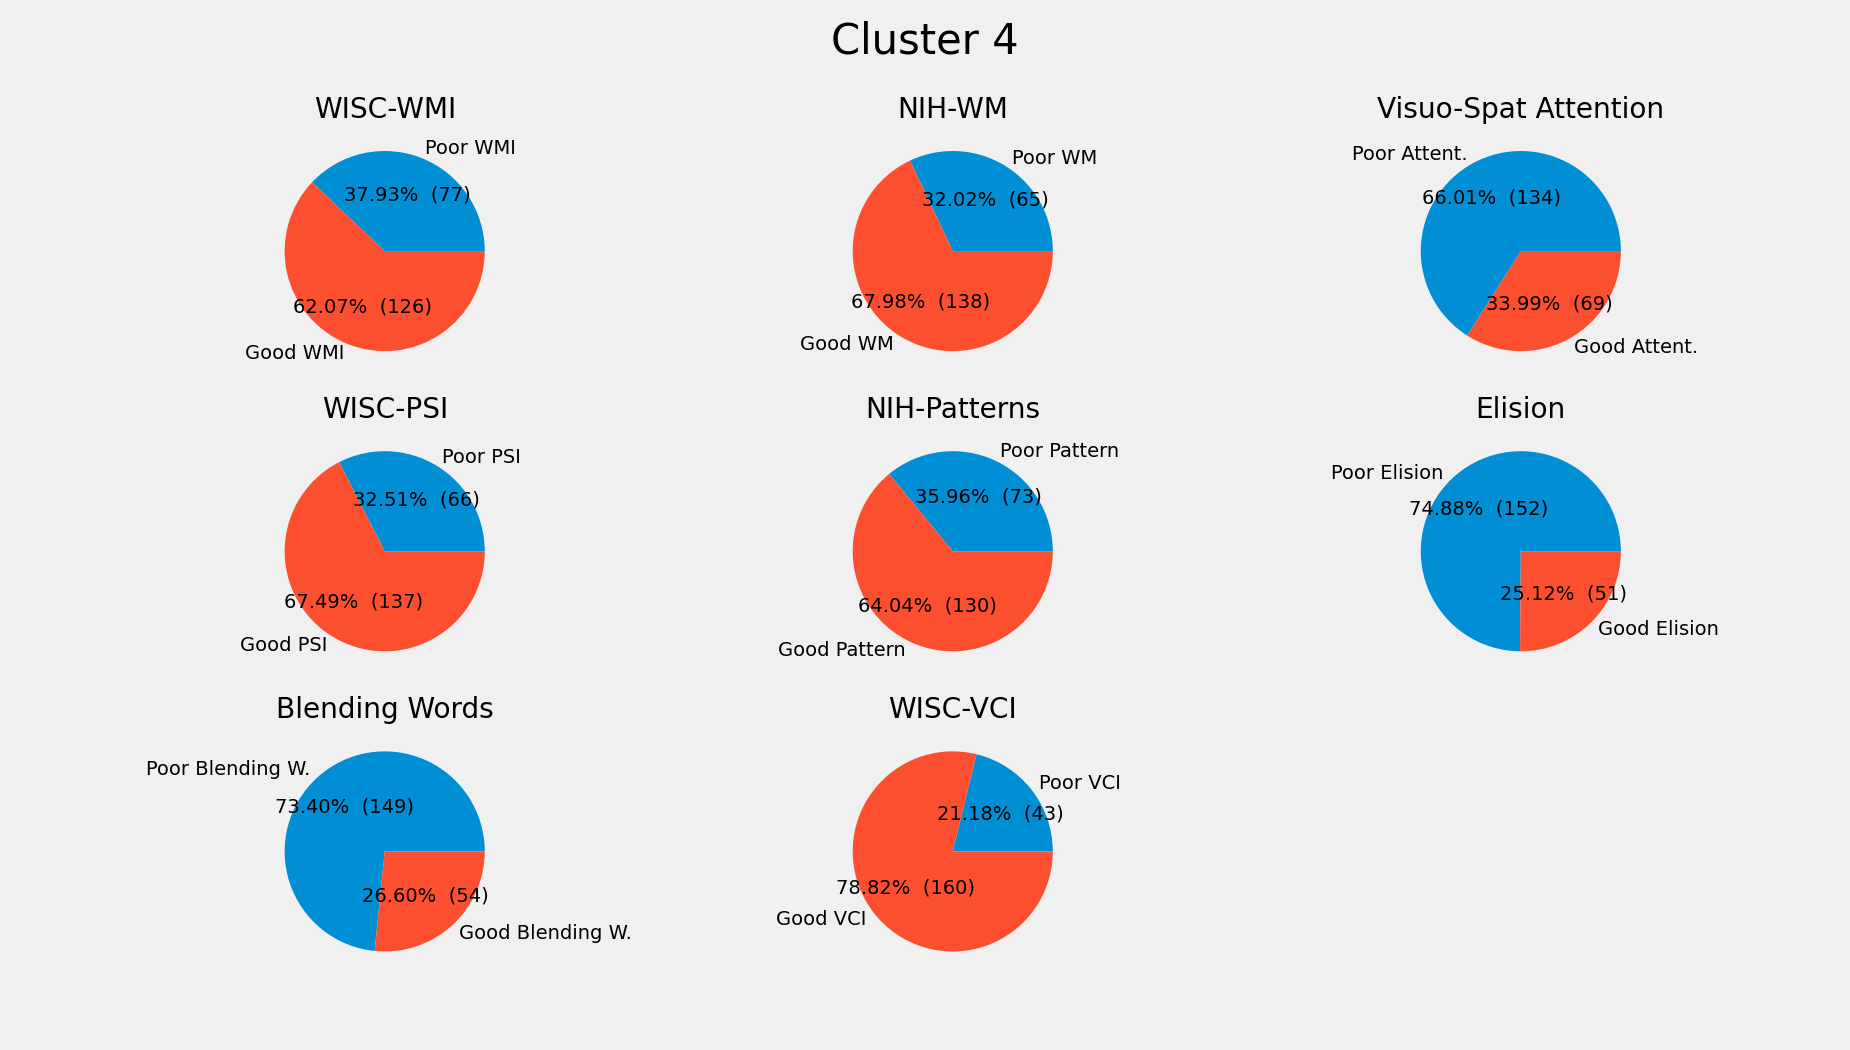 Cluster 4
WISC-WMI
Poor WMI
37.93% (77)
62.07% (126)
Good WMI
NIH-WM
Poor WM
32.02% (65)
67.98% (138)
Good WM
Visuo-Spat Attention
Poor Attent.
66.01% (134)
33.99% (69)
Good Attent.
WISC-PSI
Poor PSI
32.51% (66)
67.49% (137)
Good PSI
NIH-Patterns
Poor Pattern
35.96% (73)
64.04% (130)
Good Pattern
Elision
Poor Elision
74.88% (152)
25.12% (51)
Good Elision
Blending Words
Poor Blending W.
73.40% (149)
26.60% (54)
Good Blending W.
WISC-VCI
Poor VCI
21.18% (43)
78.82% (160)
Good VCI